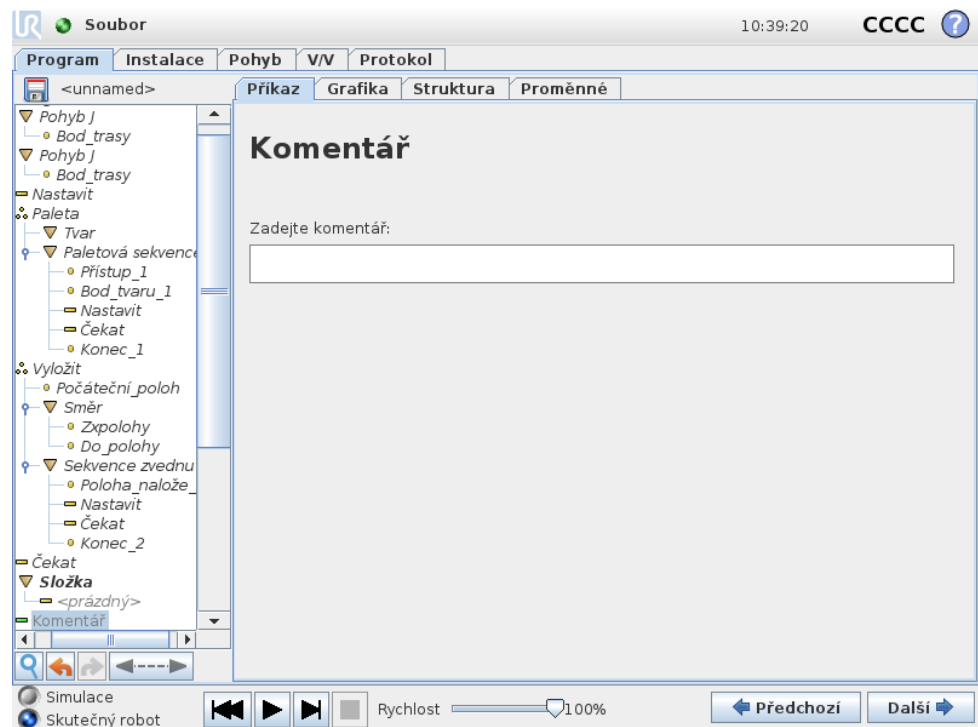 UR Soubor 10:39:20 CCCC ?
Program Instalace Pohyb V/V Protokol
<unnamed>
Příkaz Grafika Struktura Proměnné
Pohyb J
Bod_trasy
Pohyb J
Bod_trasy
Nastavit
Paleta
Tvar
Paletová sekvence
Přístup_1
Bod_tvaru_1
Nastavit
Čekat
Konec_1
Vyložit
Počáteční_poloh
Směr
Zxpolohy
Do_polohy
Sekvence zvednu
Poloha_nalože_
Nastavit
Čekat
Konec_2
Čekat
Složka
<prázdný>
Komentář
Komentář
Zadejte komentář:
Simulace
Skutečný robot
Rychlost 100%
Předchozí Další